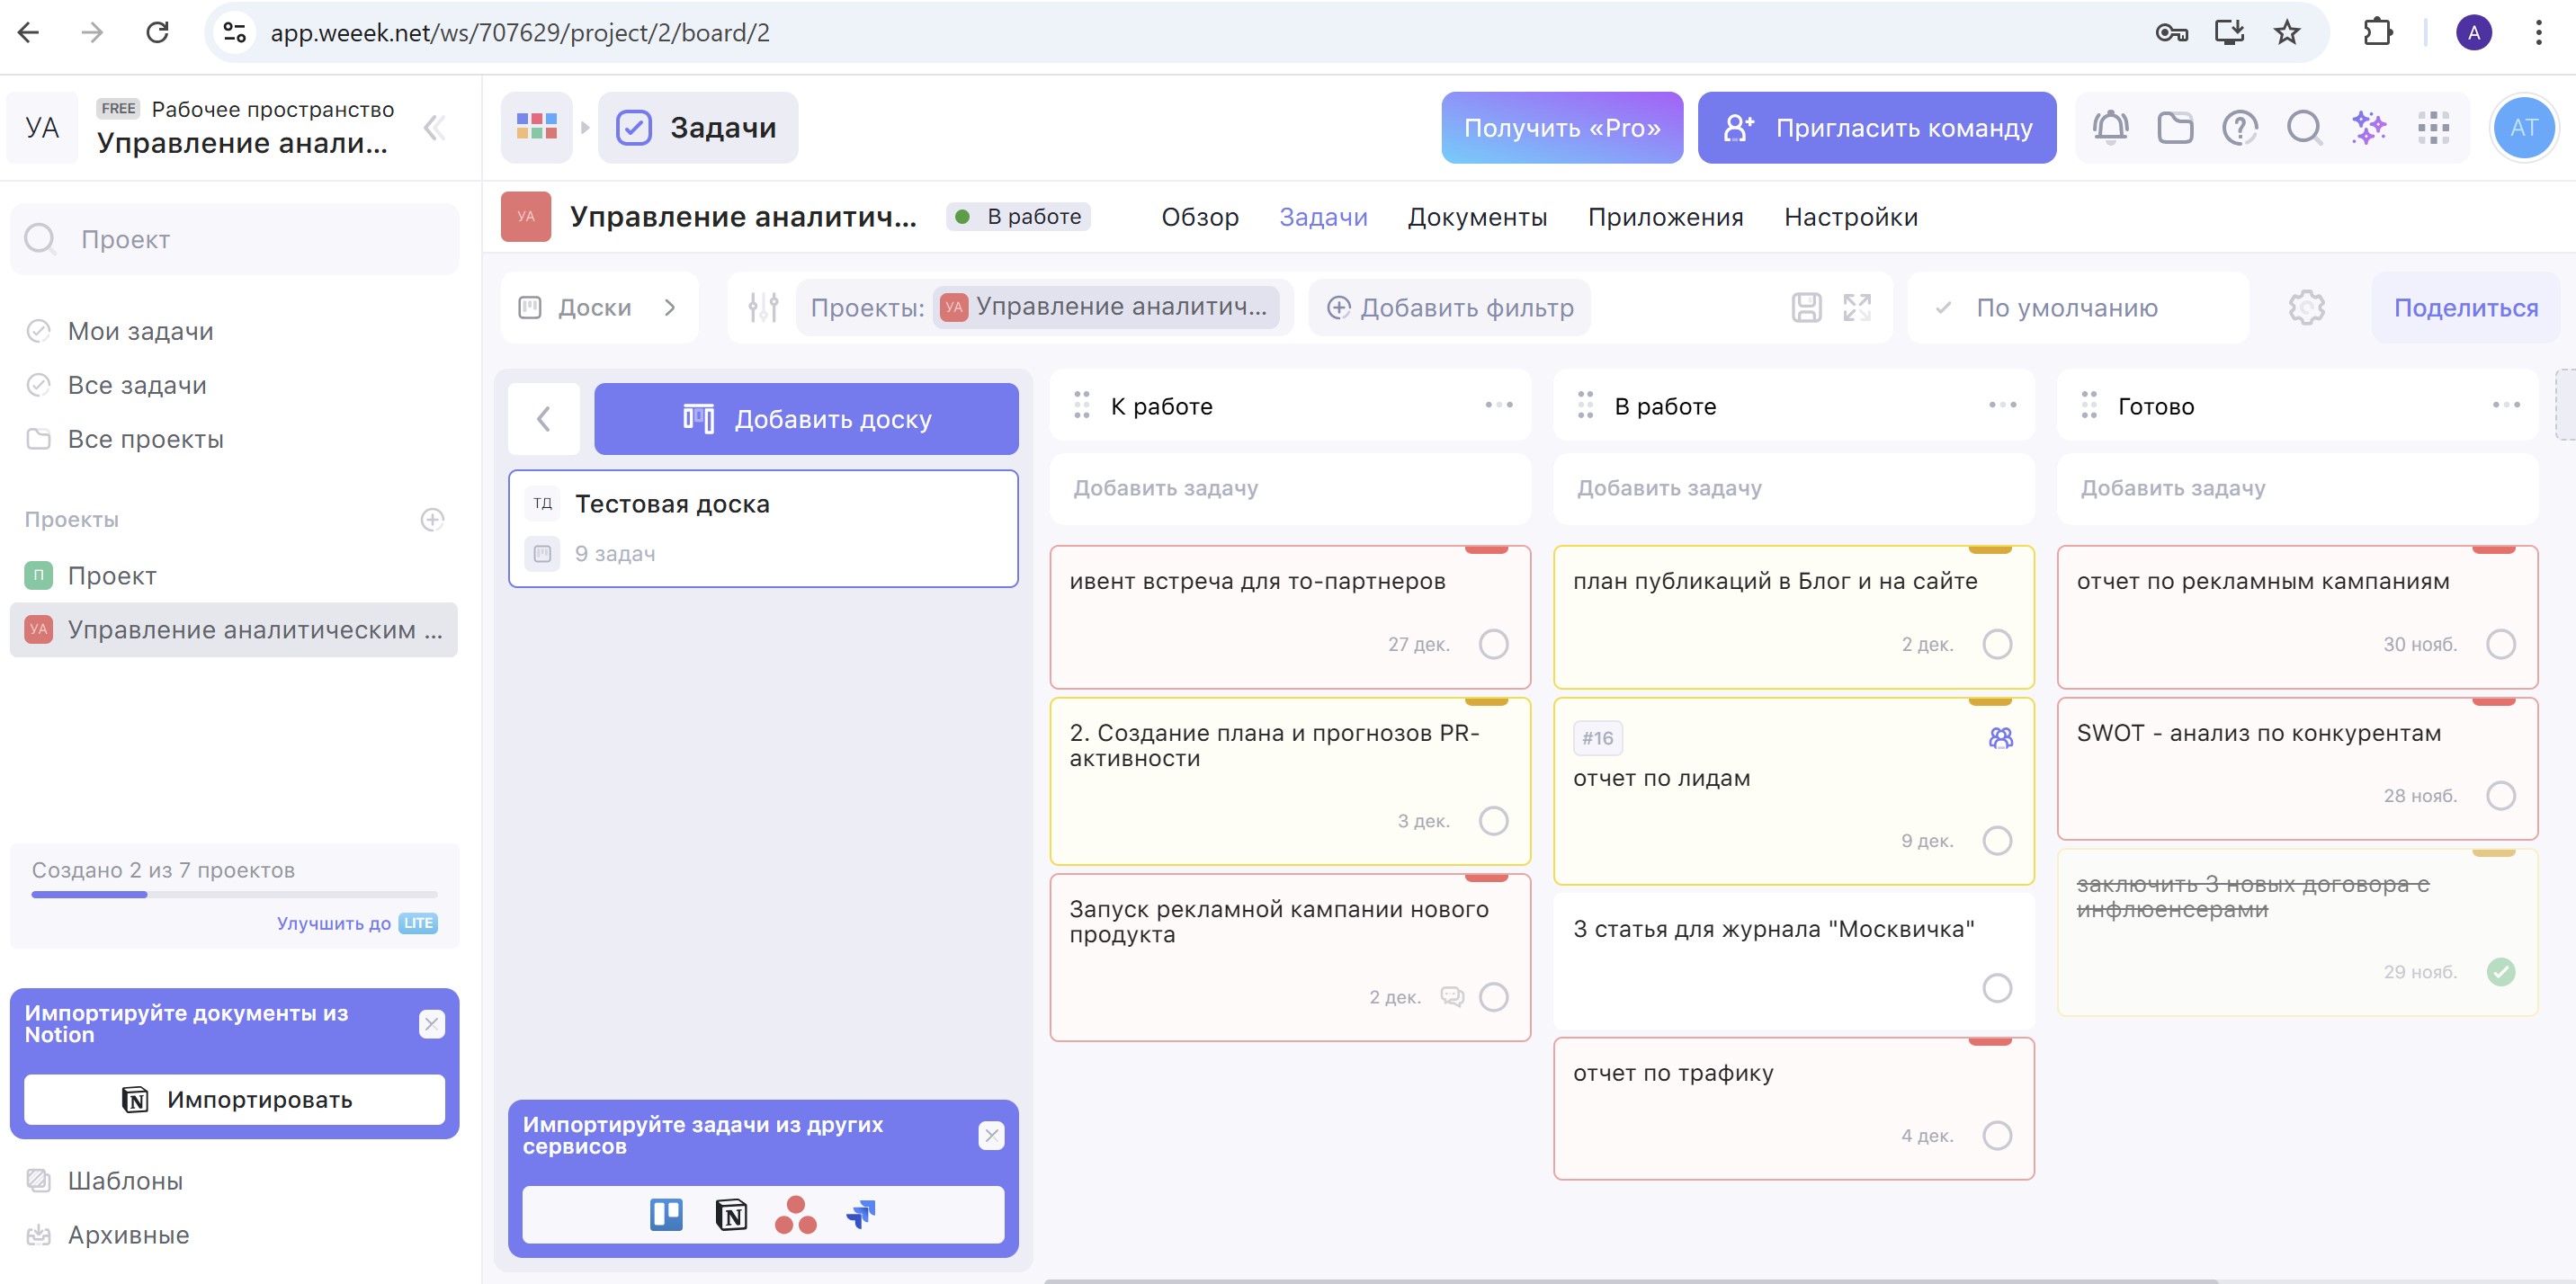 app.weeek.net/ws/707629/project/2/board/2
A
УА
FREE Рабочее пространство
Управление анали...
Проект
Мои задачи
Все задачи
Все проекты
Проекты
П Проект
УА Управление аналитическим ...
Создано 2 из 7 проектов
Улучшить до LITE
Импортируйте документы из
Notion
Импортировать
Шаблоны
Архивные
Задачи
Получить «Pro»
Пригласить команду
AT
УА Управление аналитич...
В работе
Обзор
Задачи
Документы
Приложения
Настройки
Доски
Проекты: УА Управление аналитич...
Добавить фильтр
По умолчанию
Поделиться
Добавить доску
ТД Тестовая доска
9 задач
Импортируйте задачи из других
сервисов
К работе
Добавить задачу
ивент встреча для то-партнеров
27 дек.
2. Создание плана и прогнозов PR-
активности
3 дек.
Запуск рекламной кампании нового
продукта
2 дек.
В работе
Добавить задачу
план публикаций в Блог и на сайте
2 дек.
#16
отчет по лидам
9 дек.
3 статья для журнала "Москвичка"
отчет по трафику
4 дек.
Готово
Добавить задачу
отчет по рекламным кампаниям
30 нояб.
SWOT - анализ по конкурентам
28 нояб.
заключить 3 новых договора с
инфлюенсерами
29 нояб.